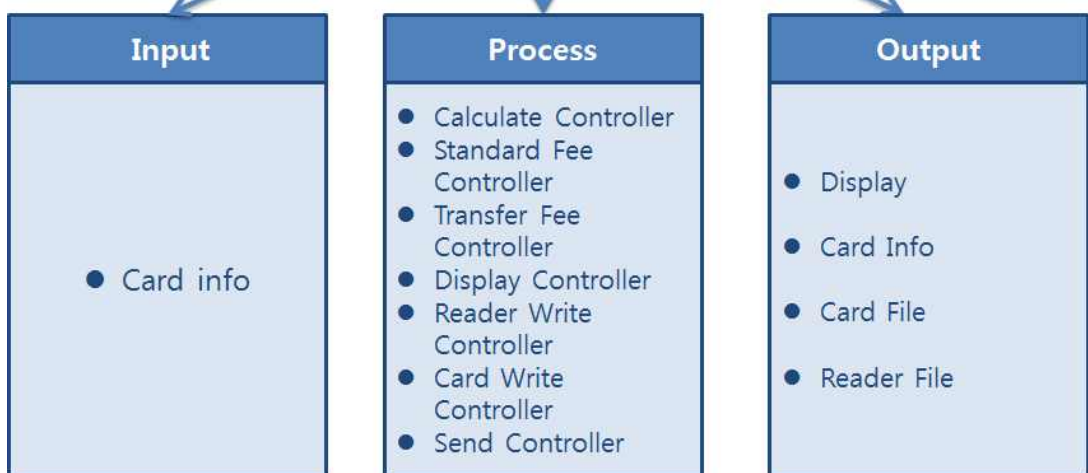 Input
● Card info
Process
● Calculate Controller
● Standard Fee
Controller
● Transfer Fee
Controller
● Display Controller
● Reader Write
Controller
● Card Write
Controller
● Send Controller
Output
● Display
● Card Info
● Card File
● Reader File